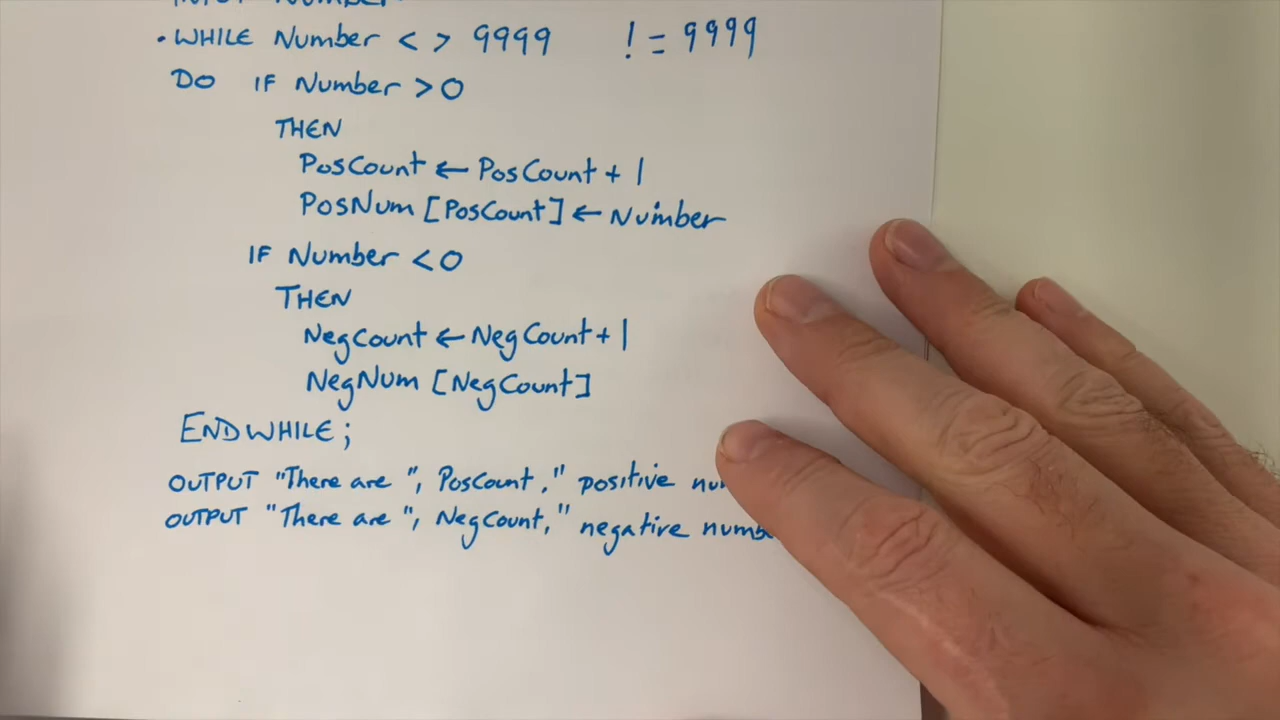 • WHILE Number < > 9999 != 9999
DO IF Number > 0
THEN
PosCount ← PosCount + 1
PosNum [PosCount] ← Number
IF Number < 0
THEN
NegCount ← NegCount + 1
NegNum [NegCount]
ENDWHILE;
OUTPUT "There are ", PosCount, " positive
OUTPUT "There are ", NegCount, " negative